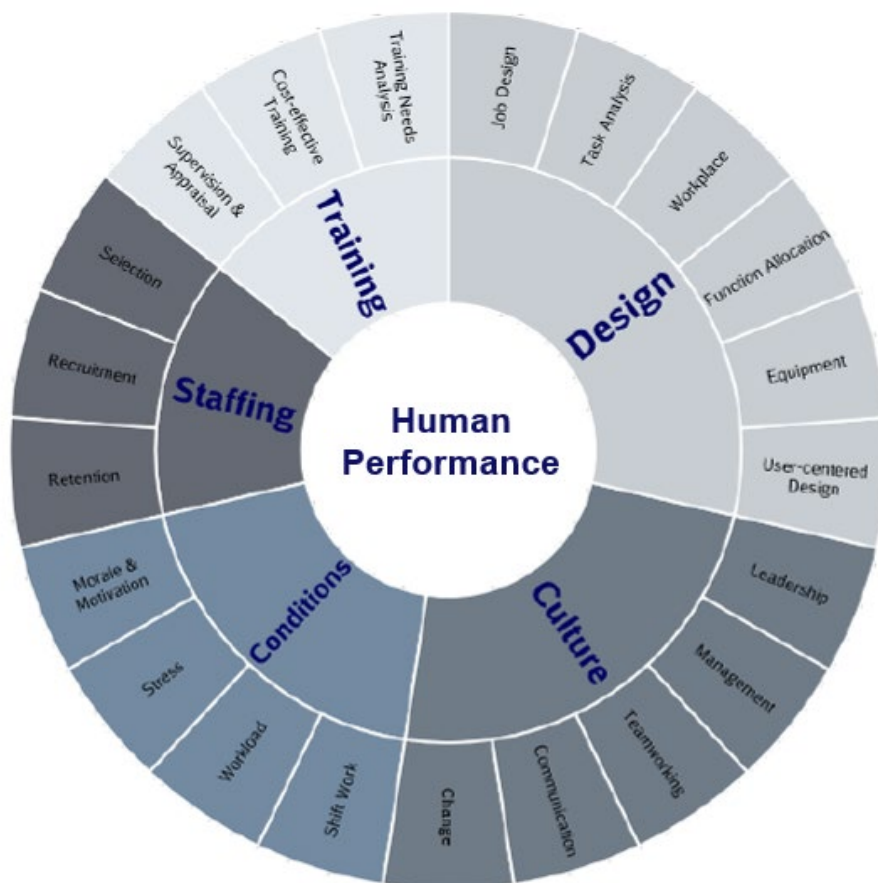 Human
Performance
Design
Job Design
Task Analysis
Workplace
Function Allocation
Equipment
User-centered
Design
Culture
Leadership
Management
Teamworking
Communication
Change
Conditions
Shift Work
Workload
Stress
Morale &
Motivation
Staffing
Retention
Recruitment
Selection
Training
Supervision &
Appraisal
Cost-effective
Training
Training Needs
Analysis